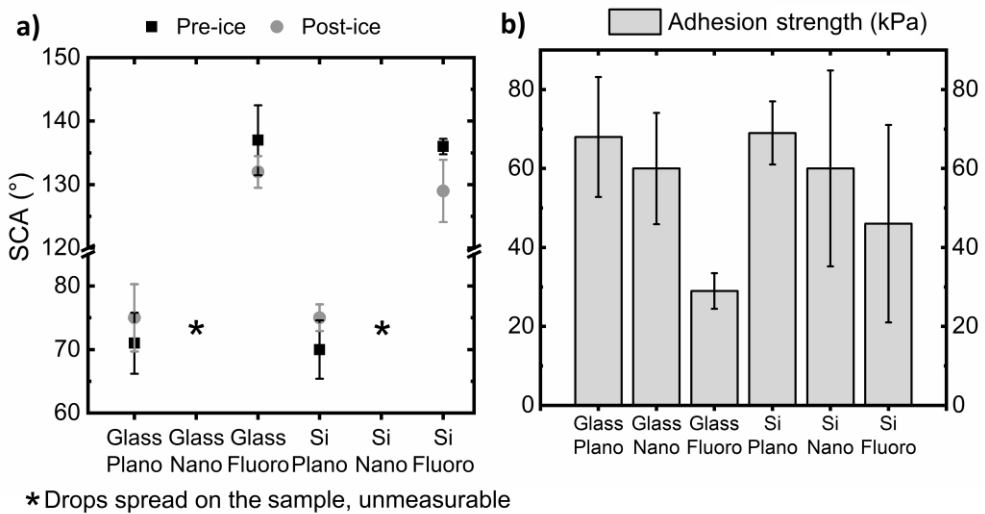 a)
■ Pre-ice ● Post-ice
SCA (°)
150
140
130
120
80
70
60
*
*
Glass Plano
Glass Nano
Glass Fluoro
Si Plano
Si Nano
Si Fluoro
* Drops spread on the sample, unmeasurable
b)
Adhesion strength (kPa)
80
60
40
20
0
80
60
40
20
0
Glass Plano
Glass Nano
Glass Fluoro
Si Plano
Si Nano
Si Fluoro